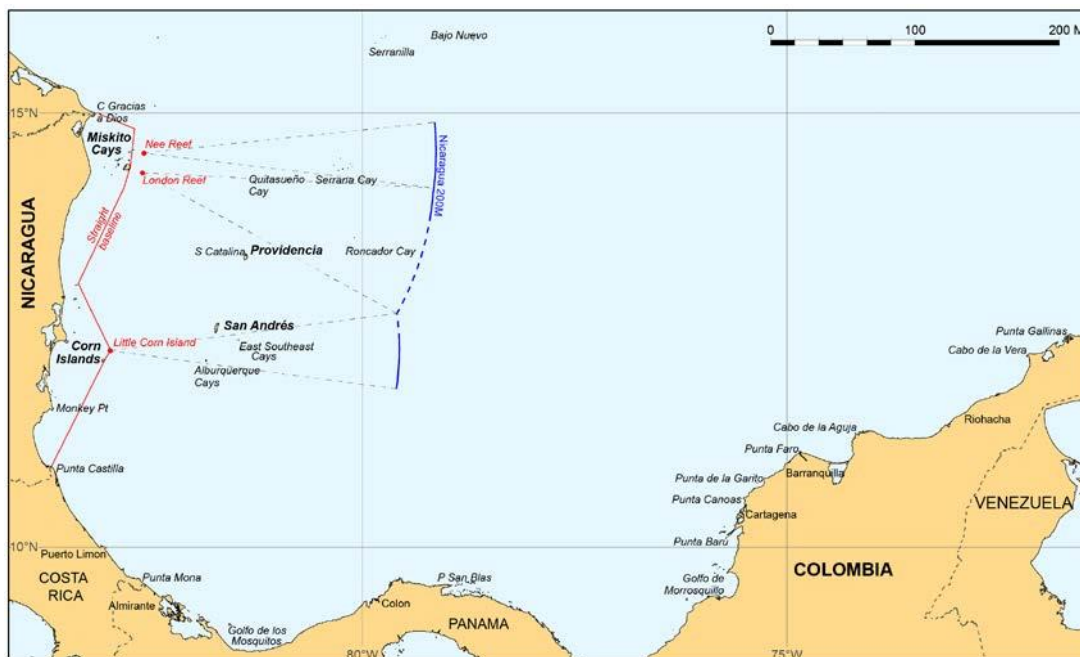 Bajo Nuevo
Serranilla
0
100
200 M
C Gracias
a Dios
15°N
Miskito
Cays
Nee Reef
London Reef
Quitasueño
Cay
Serrana Cay
Nicaragua 200M
NICARAGUA
Straight
baseline
S Catalina
Providencia
Roncador Cay
San Andrés
Little Corn Island
Corn
Islands
East Southeast
Cays
Alburquerque
Cays
Monkey Pt
Punta Castilla
Punta Gallinas
Cabo de la Vera
Riohacha
Cabo de la Aguja
Punta Faro
Barranquilla
Punta de la Garito
Punta Canoas
Cartagena
VENEZUELA
10°N
Puerto Limon
Punta Barú
COSTA
RICA
Punta Mona
P San Blas
Golfo de
Morrosquillo
COLOMBIA
Almirante
Colon
Golfo de los
Mosquitos
PANAMA
80°W
75°W